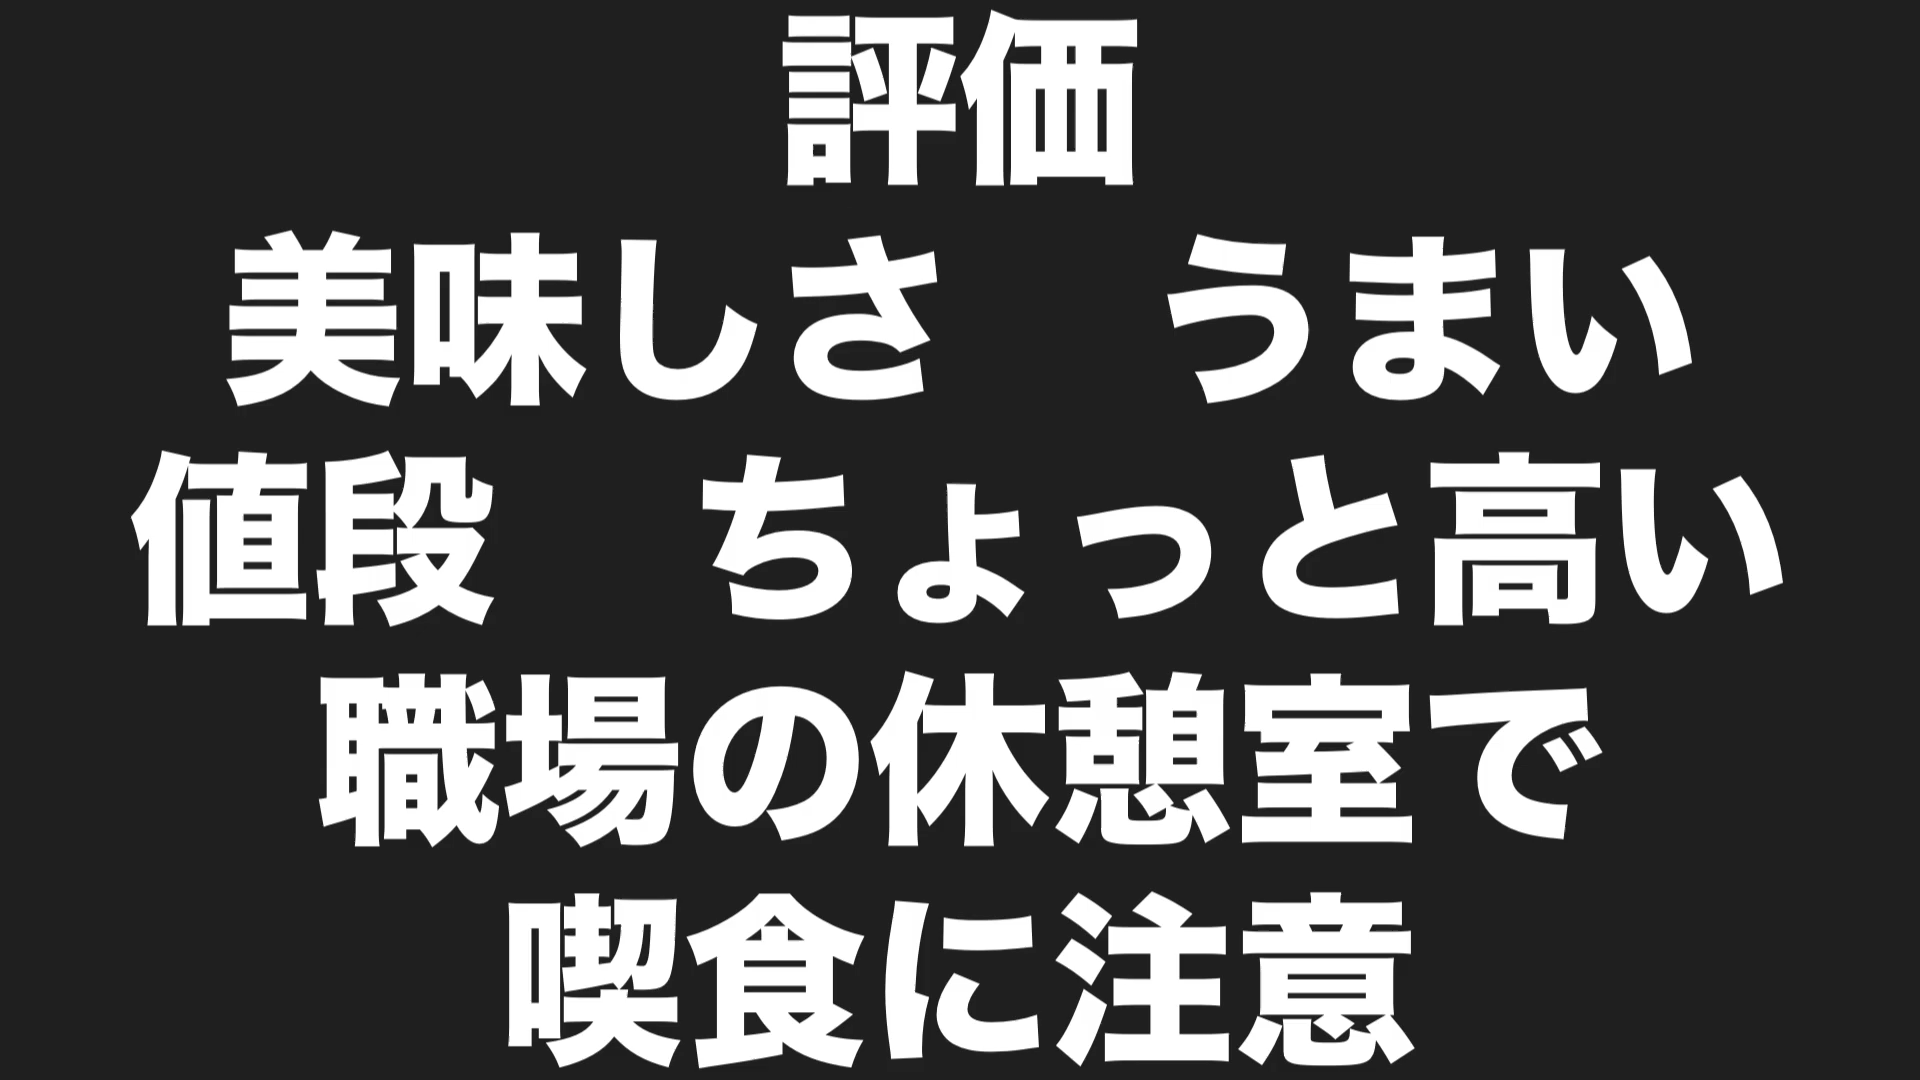 評価
美味しさ　うまい
値段　ちょっと高い
職場の休憩室で
喫食に注意